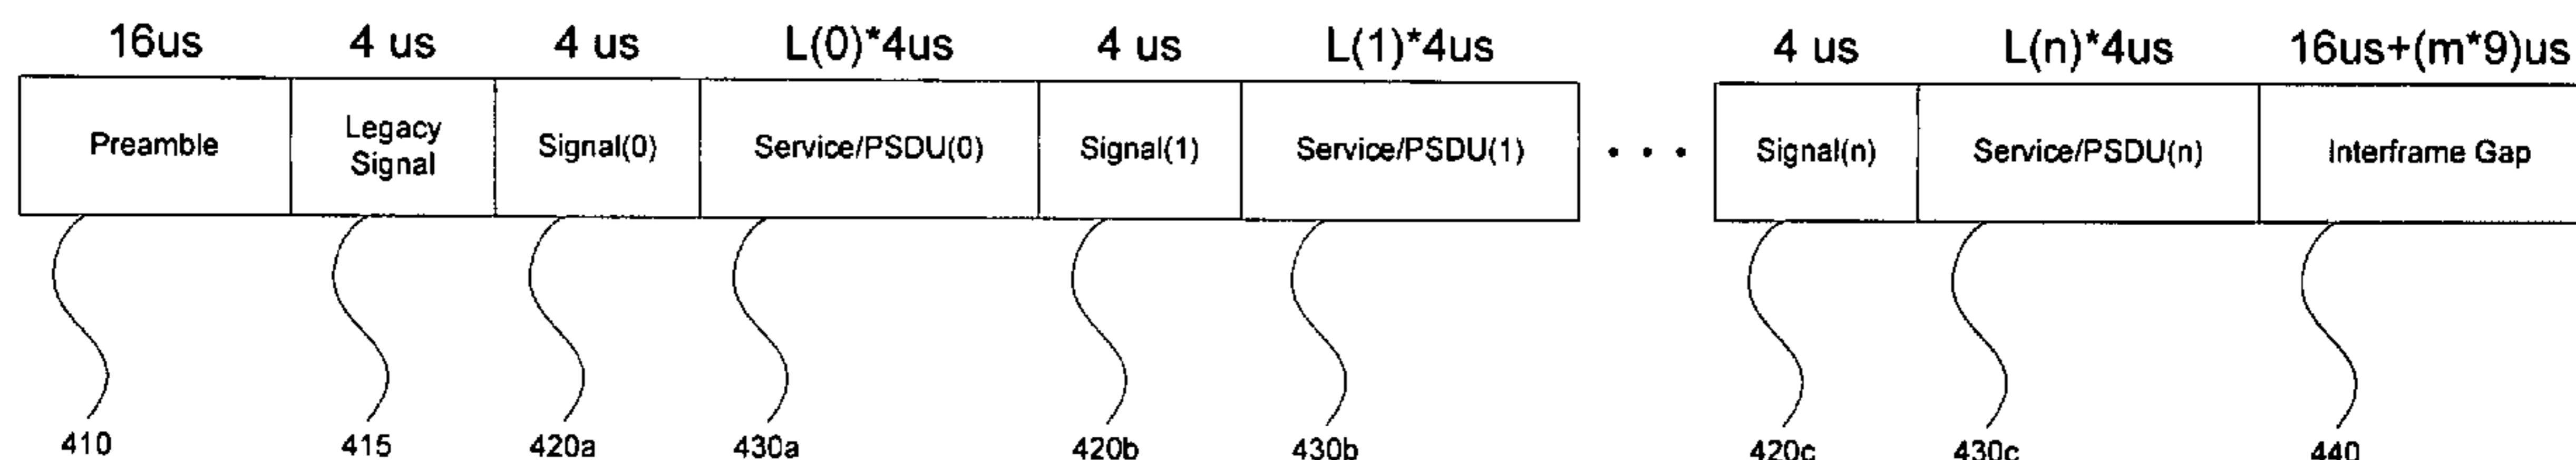 16us 4 us 4 us L(0)*4us 4 us L(1)*4us 4 us L(n)*4us 16us+(m*9)us
Preamble
Legacy
Signal
Signal(0)
Service/PSDU(0)
Signal(1)
Service/PSDU(1)
• • •
Signal(n)
Service/PSDU(n)
Interframe Gap
410 415 420a 430a 420b 430b 420c 430c 440